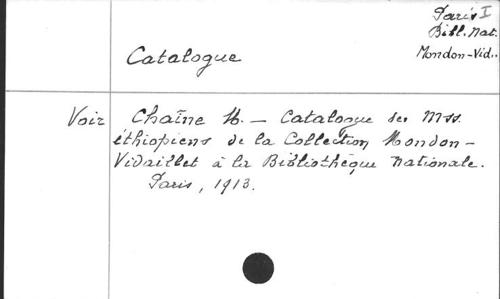 Paris I
Bibl. Nat.
Mondon-Vid..
Catalogue
Voir Chaîne M. — Catalogue des Mss.
éthiopiens de la Collection Mondon-
Vidaillet à la Bibliothèque Nationale.
Paris, 1913.